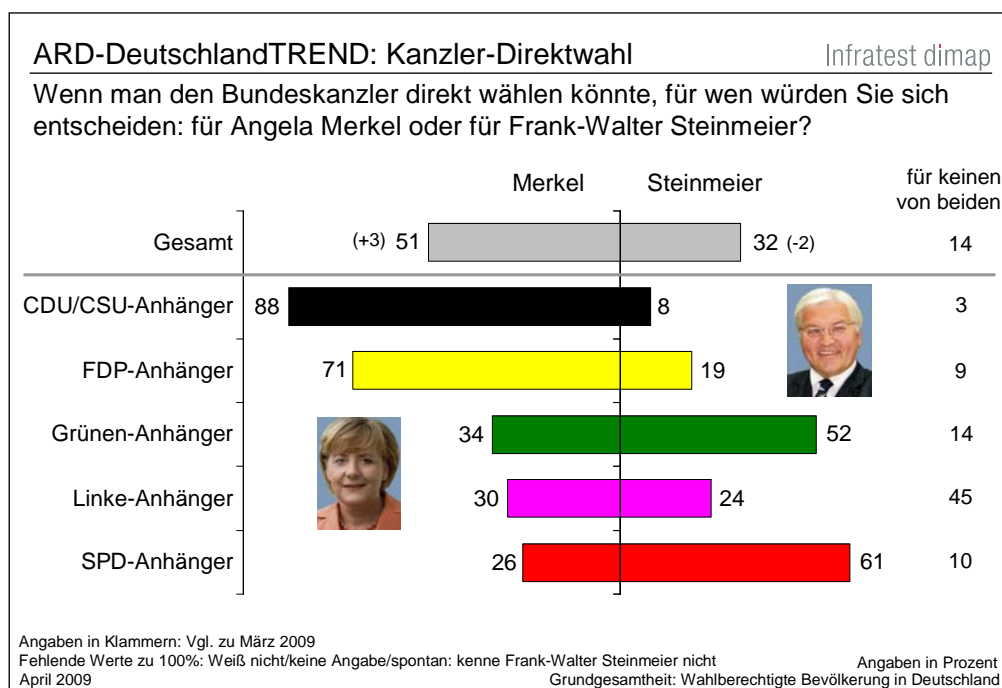 ARD-DeutschlandTREND: Kanzler-Direktwahl
Infratest dimap
Wenn man den Bundeskanzler direkt wählen könnte, für wen würden Sie sich
entscheiden: für Angela Merkel oder für Frank-Walter Steinmeier?
Merkel Steinmeier für keinen
von beiden
Gesamt (+3) 51 32 (-2) 14
CDU/CSU-Anhänger 88 8 3
FDP-Anhänger 71 19 9
Grünen-Anhänger 34 52 14
Linke-Anhänger 30 24 45
SPD-Anhänger 26 61 10
Angaben in Klammern: Vgl. zu März 2009
Fehlende Werte zu 100%: Weiß nicht/keine Angabe/spontan: kenne Frank-Walter Steinmeier nicht
April 2009
Angaben in Prozent
Grundgesamtheit: Wahlberechtigte Bevölkerung in Deutschland